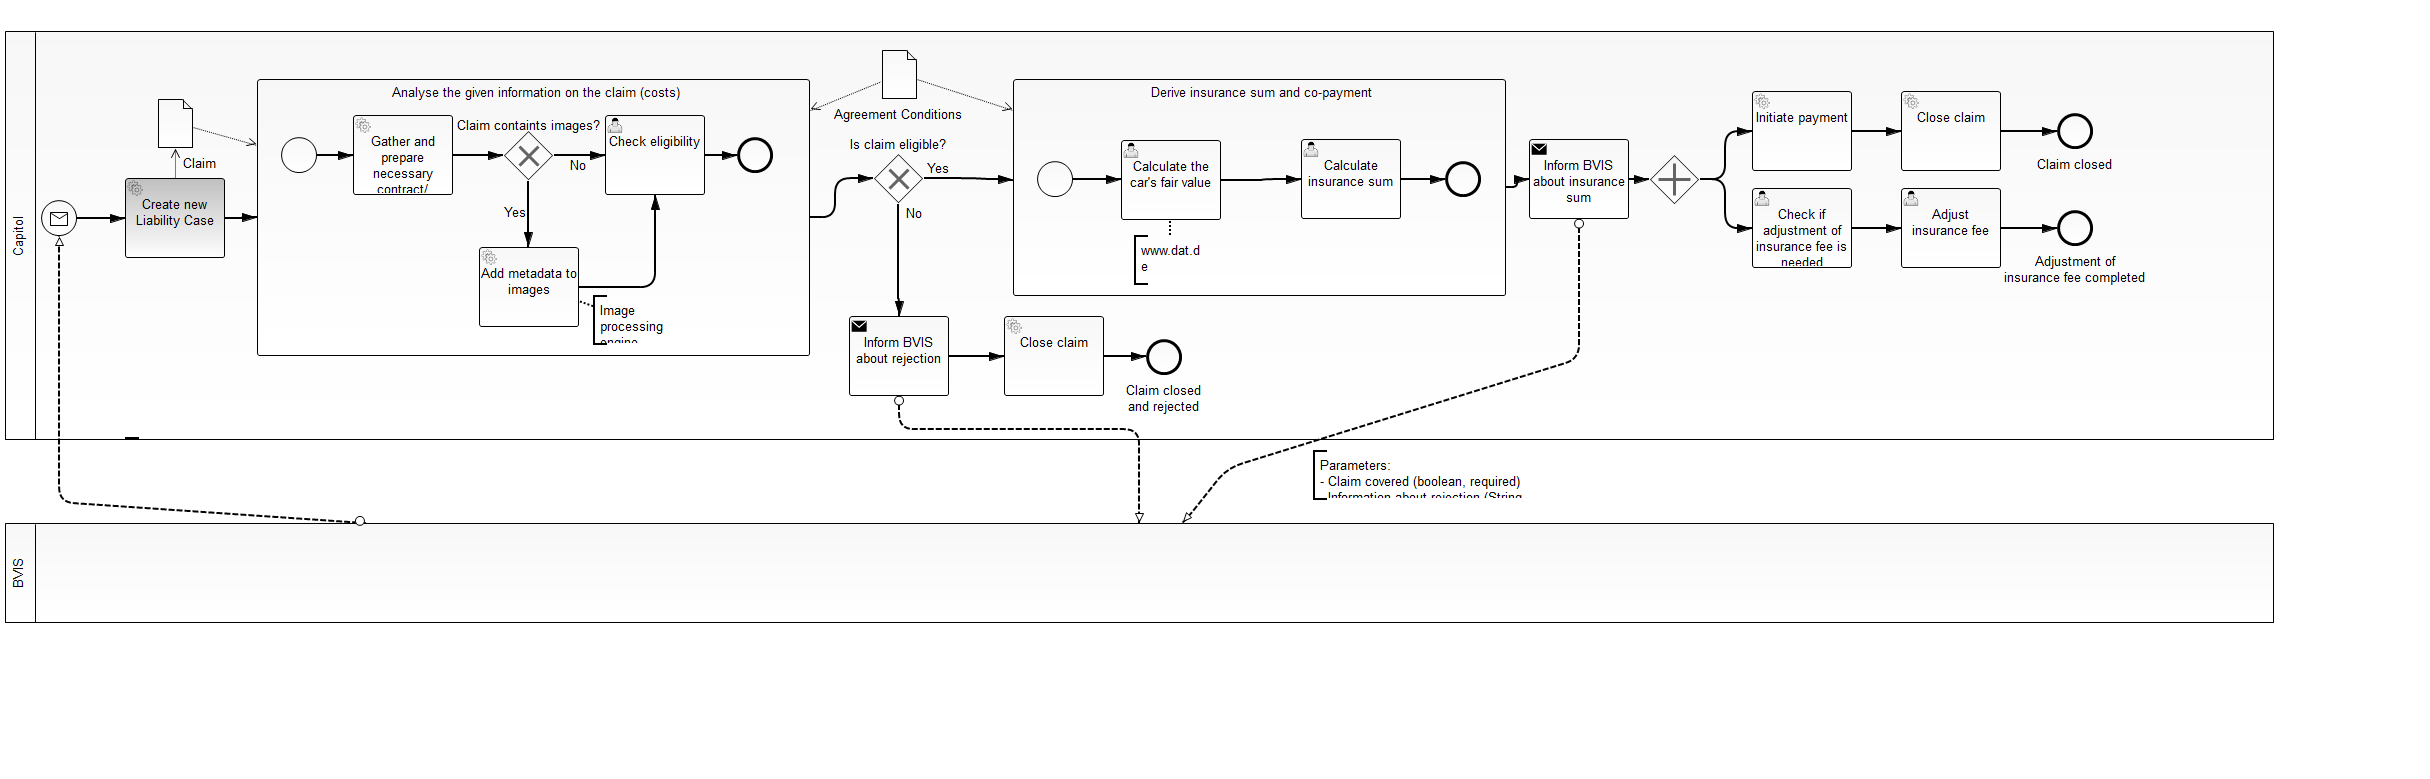 Capitol
Claim
Create new
Liability Case
Analyse the given information on the claim (costs)
Gather and
prepare
necessary
contract/
Claim containts images?
No
Yes
Check eligibility
Add metadata to
images
Image
processing
engine
Agreement Conditions
Is claim eligible?
Yes
No
Inform BVIS
about rejection
Close claim
Claim closed
and rejected
Derive insurance sum and co-payment
Calculate the
car's fair value
www.dat.d
e
Calculate
insurance sum
Inform BVIS
about insurance
sum
Initiate payment
Close claim
Claim closed
Check if
adjustment of
insurance fee is
needed
Adjust
insurance fee
Adjustment of
insurance fee completed
Parameters:
- Claim covered (boolean, required)
- Information about rejection (String
BVIS